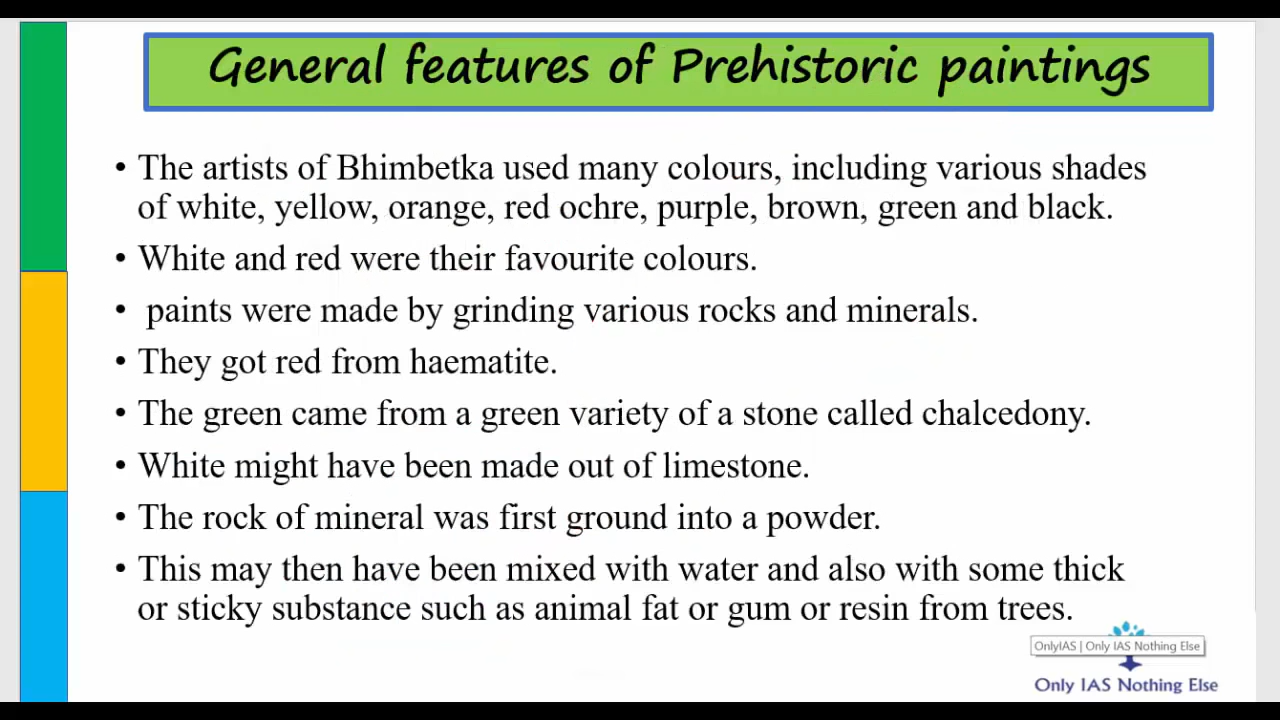 General features of Prehistoric paintings
• The artists of Bhimbetka used many colours, including various shades
of white, yellow, orange, red ochre, purple, brown, green and black.
• White and red were their favourite colours.
• paints were made by grinding various rocks and minerals.
• They got red from haematite.
• The green came from a green variety of a stone called chalcedony.
• White might have been made out of limestone.
• The rock of mineral was first ground into a powder.
• This may then have been mixed with water and also with some thick
or sticky substance such as animal fat or gum or resin from trees.
OnlyIAS | Only IAS Nothing Else
Only IAS Nothing Else